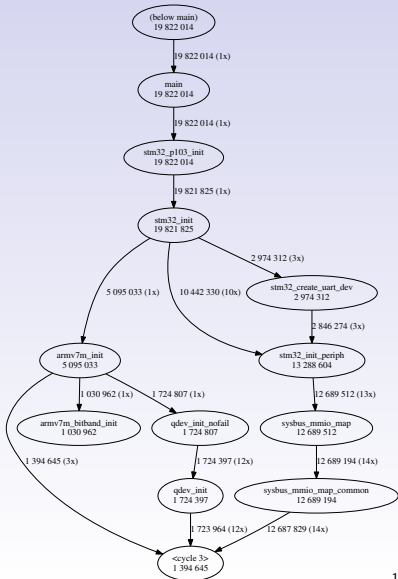 (below main)
19 822 014
19 822 014 (1x)
main
19 822 014
19 822 014 (1x)
stm32_p103_init
19 822 014
19 821 825 (1x)
stm32_init
19 821 825
2 974 312 (3x)
5 095 033 (1x)
10 442 330 (10x)
stm32_create_uart_dev
2 974 312
2 846 274 (3x)
armv7m_init
5 095 033
stm32_init_periph
13 288 604
1 030 962 (1x)
1 724 807 (1x)
12 689 512 (13x)
armv7m_bitband_init
1 030 962
qdev_init_nofail
1 724 807
sysbus_mmio_map
12 689 512
1 394 645 (3x)
1 724 397 (12x)
12 689 194 (14x)
qdev_init
1 724 397
sysbus_mmio_map_common
12 689 194
1 723 964 (12x)
12 687 829 (14x)
<cycle 3>
1 394 645
1